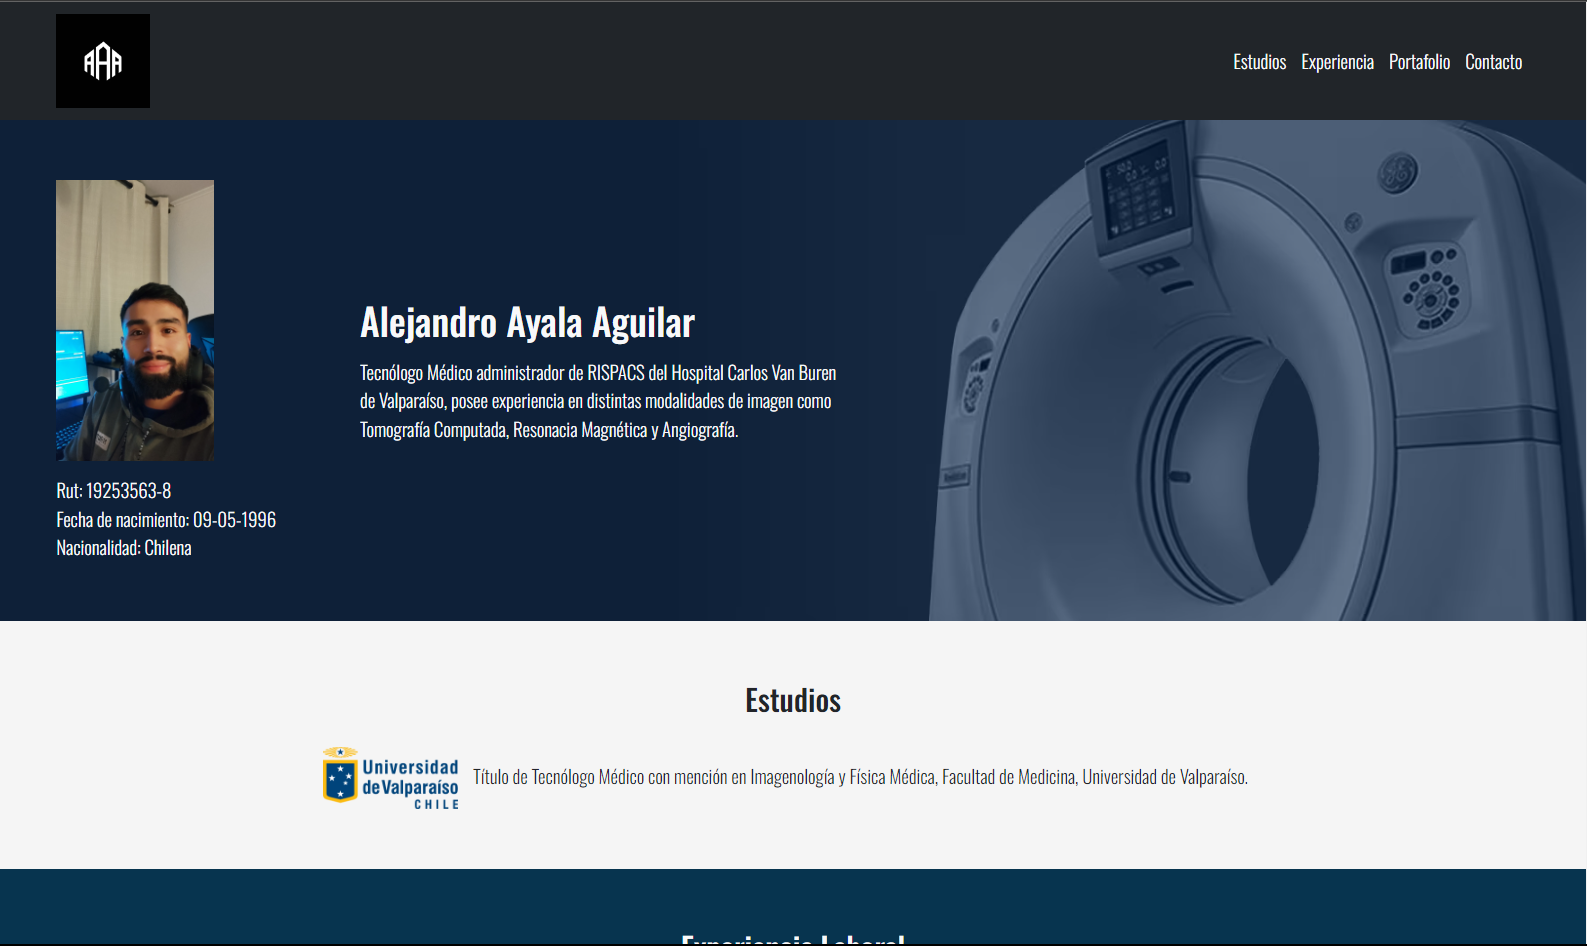 AAA
Estudios Experiencia Portafolio Contacto
Alejandro Ayala Aguilar
Tecnólogo Médico administrador de RISPACS del Hospital Carlos Van Buren
de Valparaíso, posee experiencia en distintas modalidades de imagen como
Tomografía Computada, Resonacia Magnética y Angiografía.
Rut: 19253563-8
Fecha de nacimiento: 09-05-1996
Nacionalidad: Chilena
Estudios
Universidad
de Valparaíso
CHILE
Título de Tecnólogo Médico con mención en Imagenología y Física Médica, Facultad de Medicina, Universidad de Valparaíso.
Experiencia Laboral